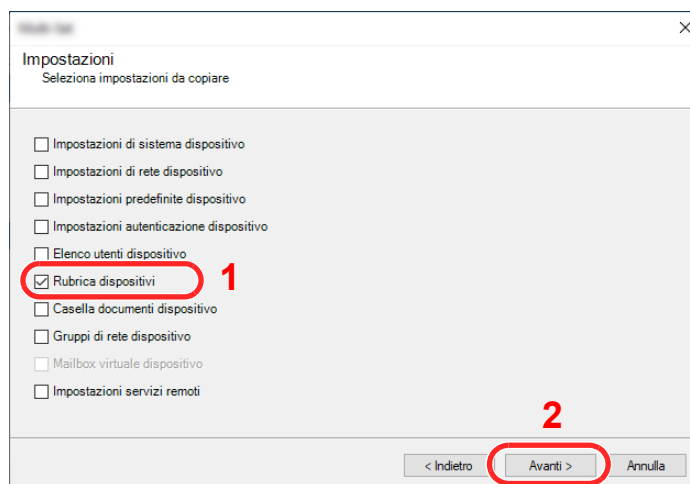 Impostazioni
Seleziona impostazioni da copiare
Impostazioni di sistema dispositivo
Impostazioni di rete dispositivo
Impostazioni predefinite dispositivo
Impostazioni autenticazione dispositivo
Elenco utenti dispositivo
Rubrica dispositivi 1
Casella documenti dispositivo
Gruppi di rete dispositivo
Mailbox virtuale dispositivo
Impostazioni servizi remoti
2
< Indietro Avanti > Annulla